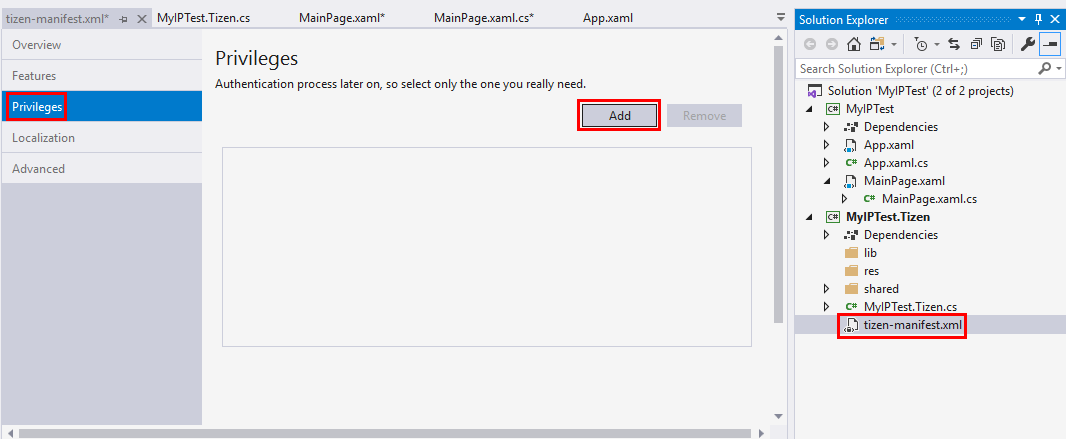 tizen-manifest.xml*
MyIPTest.Tizen.cs
MainPage.xaml*
MainPage.xaml.cs*
App.xaml
Overview
Features
Privileges
Localization
Advanced
Privileges
Authentication process later on, so select only the one you really need.
Add
Remove
Solution Explorer
Search Solution Explorer (Ctrl+;)
Solution 'MyIPTest' (2 of 2 projects)
C# MyIPTest
Dependencies
App.xaml
C# App.xaml.cs
MainPage.xaml
C# MainPage.xaml.cs
C# MyIPTest.Tizen
Dependencies
lib
res
shared
C# MyIPTest.Tizen.cs
tizen-manifest.xml